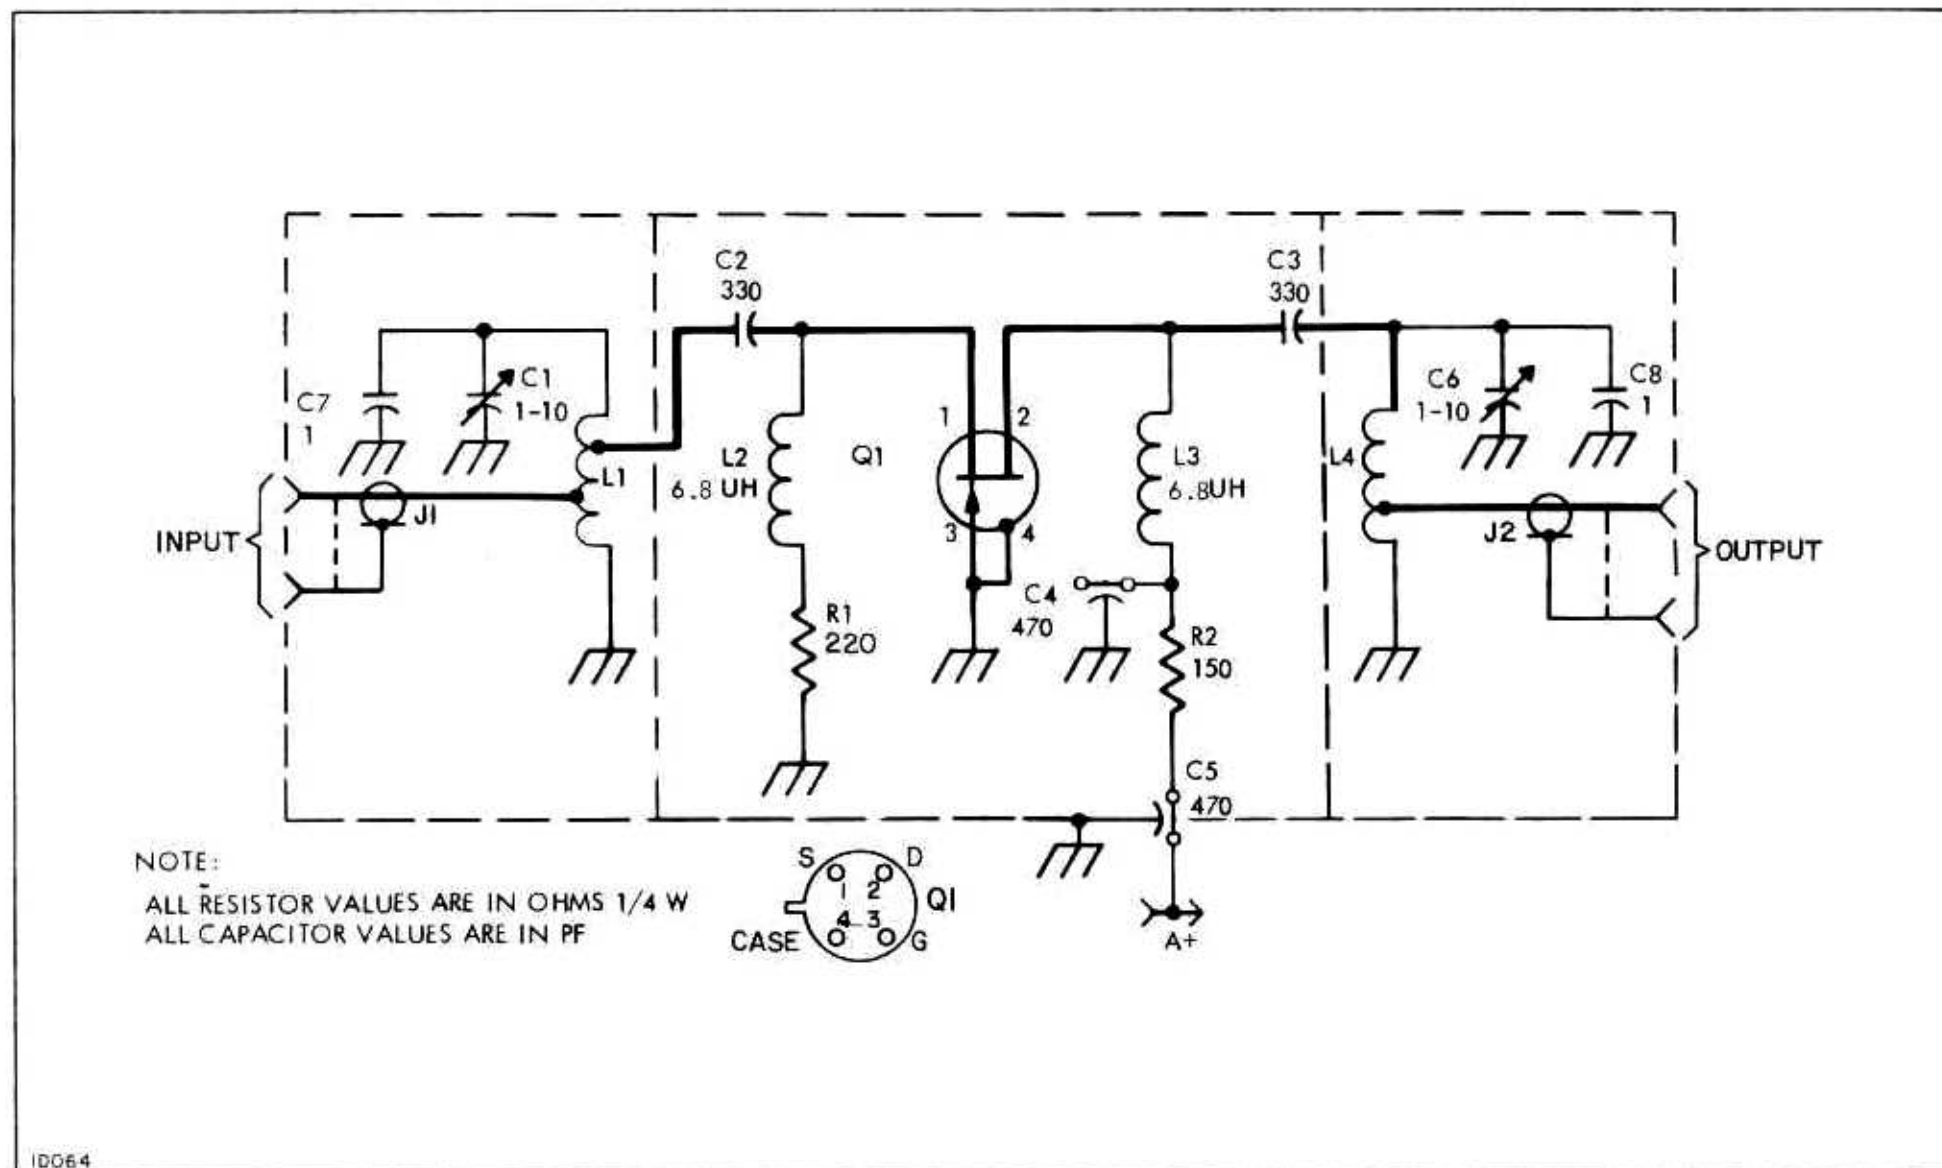 C2
330
C3
330
C7
1
C1
1-10
C6
1-10
C8
1
1
2
L1
L2
6.8 UH
Q1
L3
6.8UH
L4
INPUT
J1
3
4
J2
OUTPUT
C4
470
R1
220
R2
150
C5
470
NOTE:
ALL RESISTOR VALUES ARE IN OHMS 1/4 W
ALL CAPACITOR VALUES ARE IN PF
S
D
1
2
Q1
4
3
CASE
G
A+
ID064